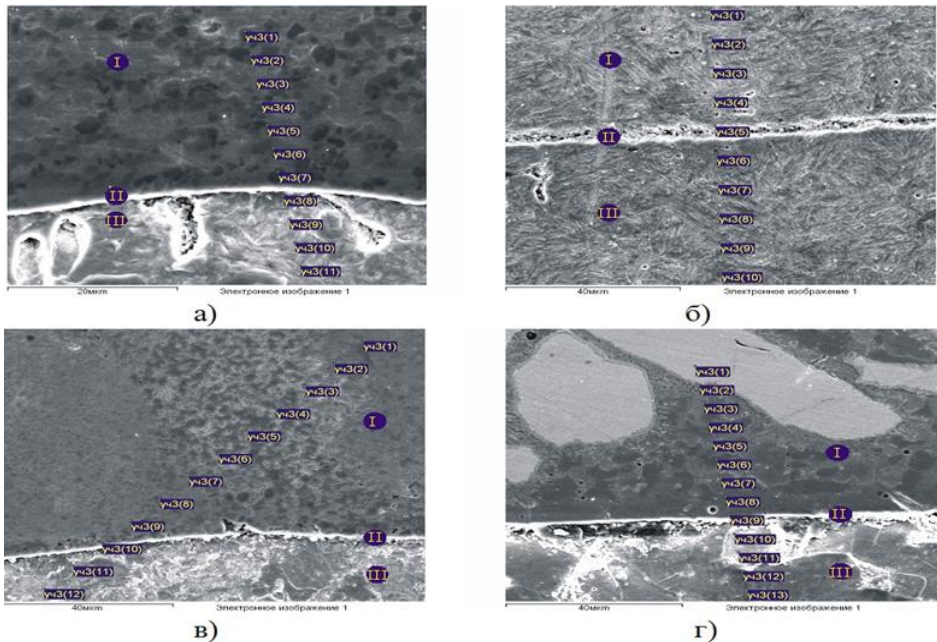 уч3(1)
I
уч3(2)
уч3(3)
уч3(4)
уч3(5)
уч3(6)
уч3(7)
II
уч3(8)
III
уч3(9)
уч3(10)
уч3(11)
20мкм Электронное изображение 1
а)
уч3(1)
уч3(2)
I
уч3(3)
уч3(4)
II
уч3(5)
уч3(6)
уч3(7)
III
уч3(8)
уч3(9)
уч3(10)
40мкм Электронное изображение 1
б)
уч3(1)
уч3(2)
уч3(3)
уч3(4)
I
уч3(5)
уч3(6)
уч3(7)
уч3(8)
уч3(9)
II
уч3(10)
уч3(11)
III
уч3(12)
40мкм Электронное изображение 1
в)
уч3(1)
уч3(2)
уч3(3)
уч3(4)
уч3(5)
I
уч3(6)
уч3(7)
уч3(8)
II
уч3(9)
уч3(10)
уч3(11)
III
уч3(12)
уч3(13)
40мкм Электронное изображение 1
г)